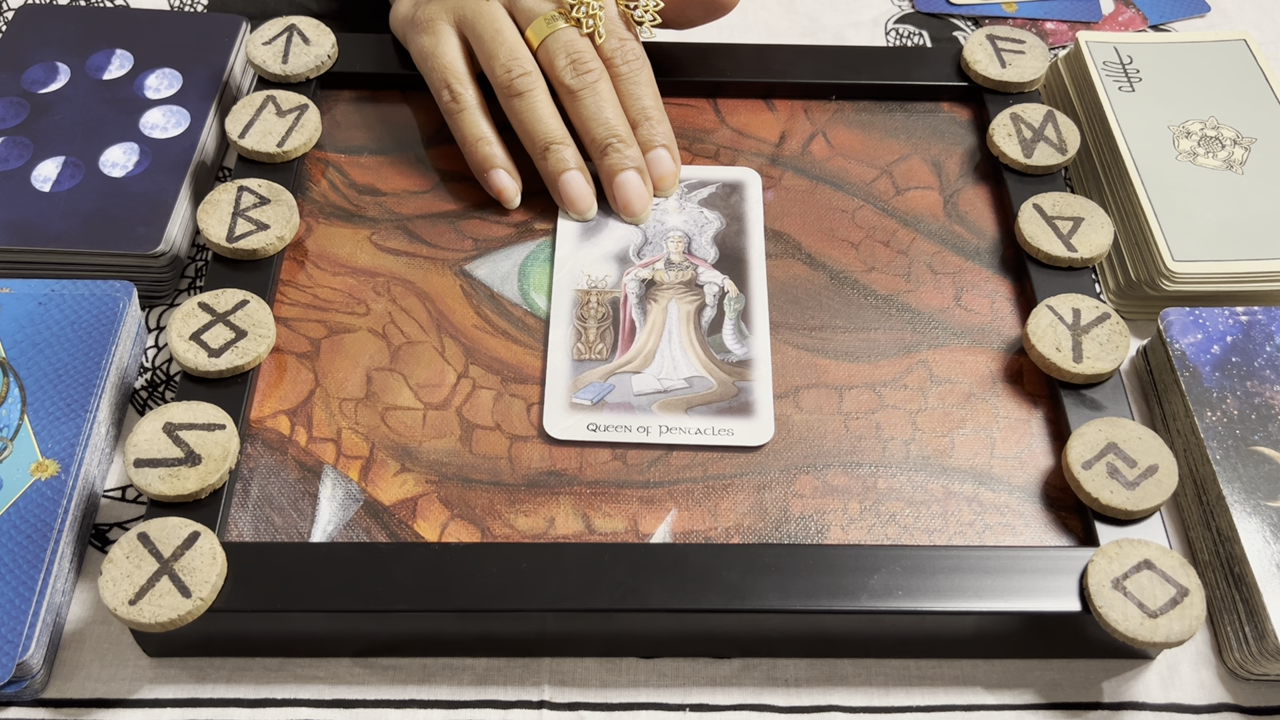 ᛏ
ᛖ
ᛒ
ᛟ
ᛊ
ᚷ
Queen of Pentacles
ᚨ
ᛞ
ᚦ
ᛉ
ᛃ
ᛜ